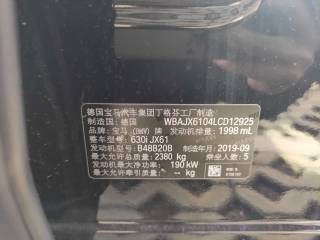 德国宝马汽车集团丁格芬工厂制造
制造国: 德国 WBAJX6104LCD12925
品牌: 宝马 (BMW) 牌 发动机排量: 1998 mL
整车型号: 630i JX61
发动机型号: B48B20B 制造年月: 2019-09
最大允许总质量: 2380 kg 乘坐人数: 5
发动机最大净功率: 190 kW
最大允许牵引质量: -- kg